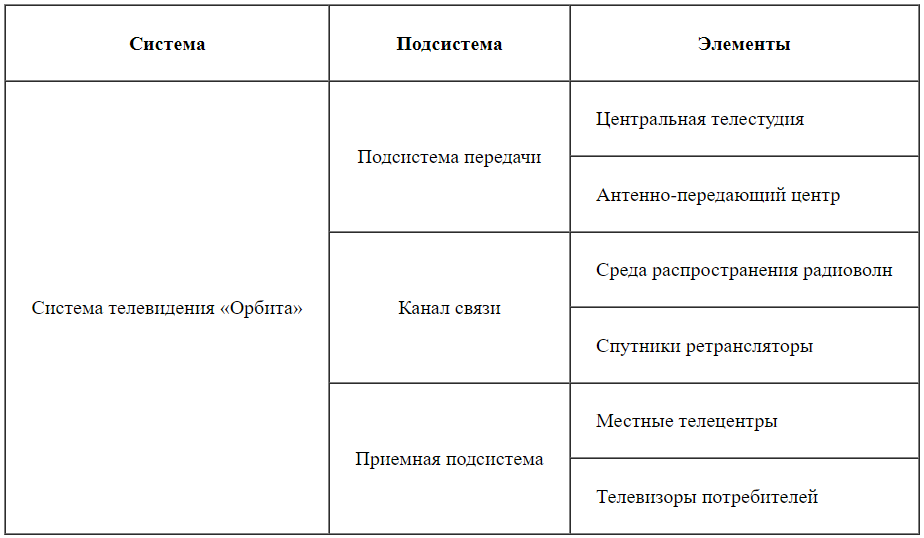 Система
Подсистема
Элементы
Система телевидения «Орбита»
Подсистема передачи
Центральная телестудия
Антенно-передающий центр
Канал связи
Среда распространения радиоволн
Спутники ретрансляторы
Приемная подсистема
Местные телецентры
Телевизоры потребителей